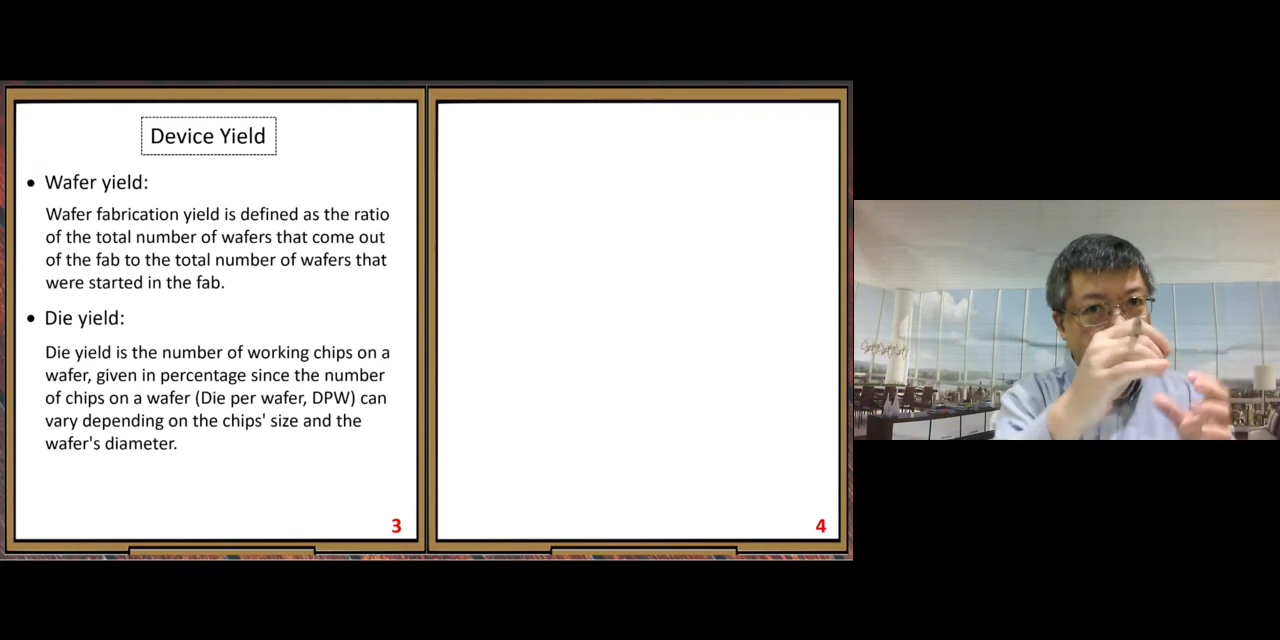 Device Yield
• Wafer yield:
Wafer fabrication yield is defined as the ratio
of the total number of wafers that come out
of the fab to the total number of wafers that
were started in the fab.
• Die yield:
Die yield is the number of working chips on a
wafer, given in percentage since the number
of chips on a wafer (Die per wafer, DPW) can
vary depending on the chips' size and the
wafer's diameter.
3
4